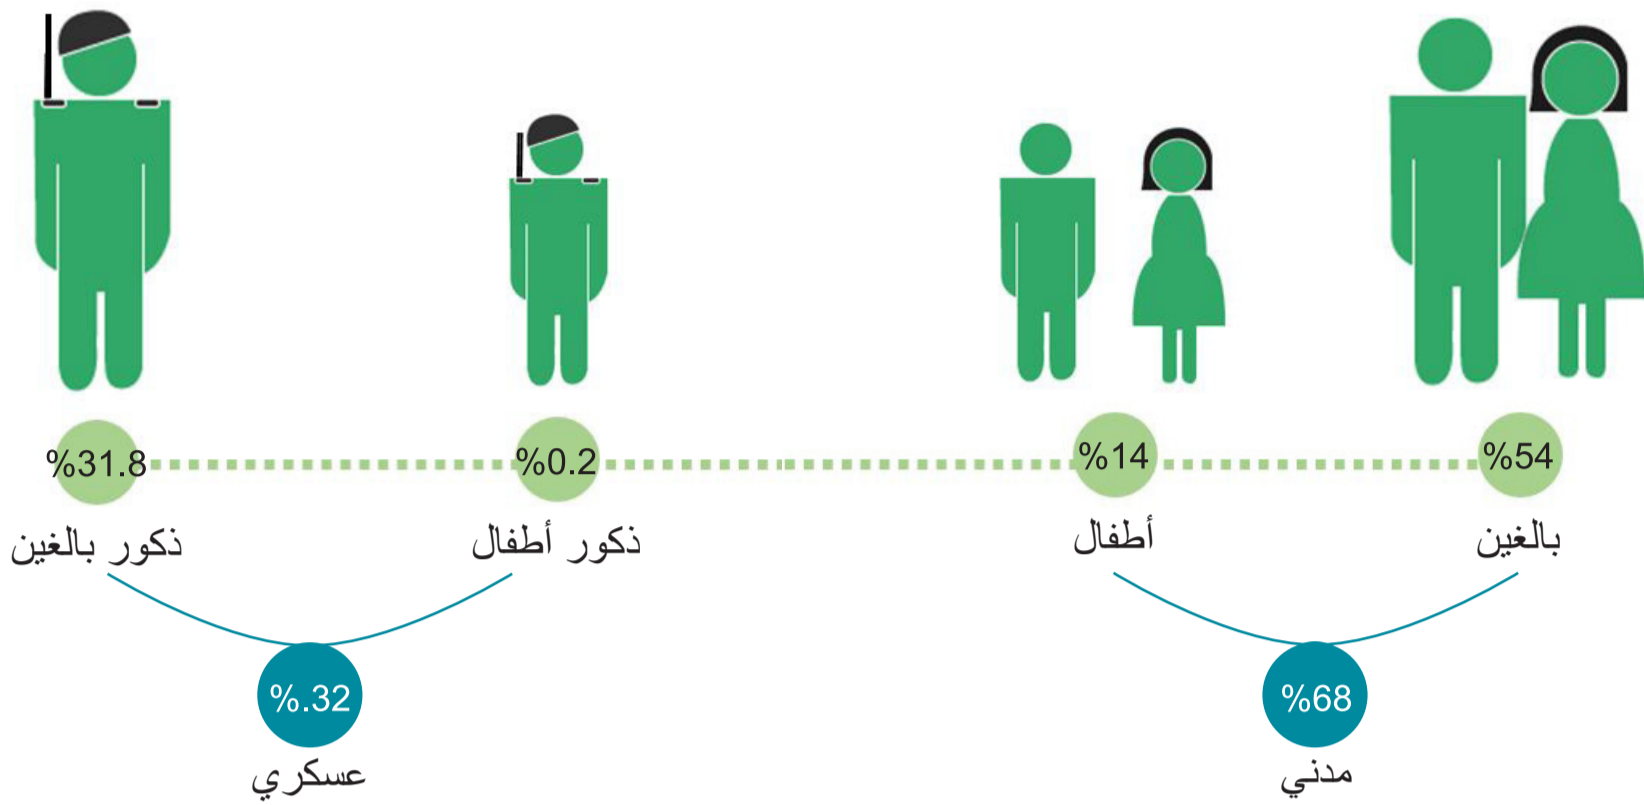 %54
%14
%0.2
%31.8
بالغين
أطفال
ذكور أطفال
ذكور بالغين
%68
%.32
مدني
عسكري